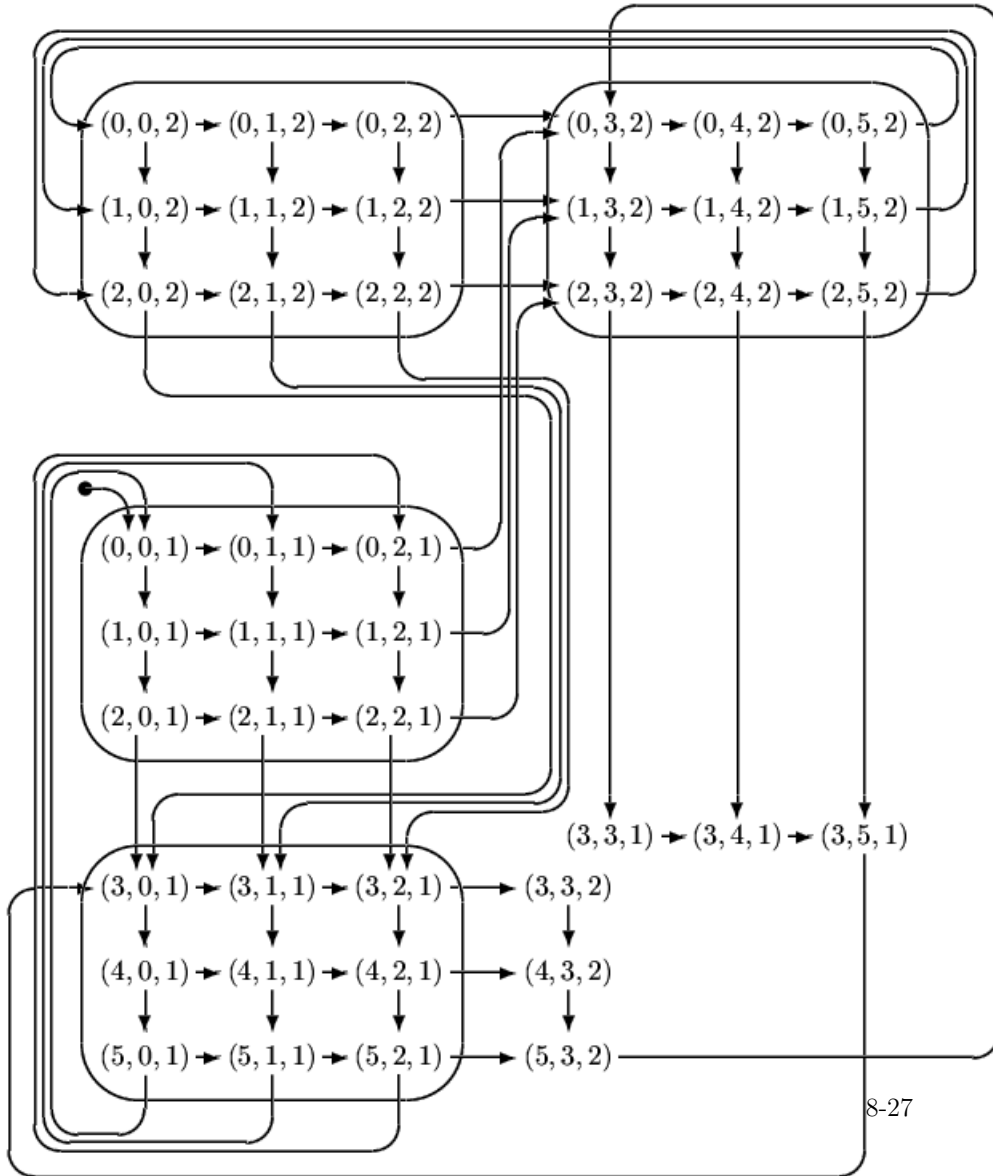 (0, 0, 2) (0, 1, 2) (0, 2, 2) (0, 3, 2) (0, 4, 2) (0, 5, 2)
(1, 0, 2) (1, 1, 2) (1, 2, 2) (1, 3, 2) (1, 4, 2) (1, 5, 2)
(2, 0, 2) (2, 1, 2) (2, 2, 2) (2, 3, 2) (2, 4, 2) (2, 5, 2)
(0, 0, 1) (0, 1, 1) (0, 2, 1)
(1, 0, 1) (1, 1, 1) (1, 2, 1)
(2, 0, 1) (2, 1, 1) (2, 2, 1)
(3, 3, 1) (3, 4, 1) (3, 5, 1)
(3, 0, 1) (3, 1, 1) (3, 2, 1) (3, 3, 2)
(4, 0, 1) (4, 1, 1) (4, 2, 1) (4, 3, 2)
(5, 0, 1) (5, 1, 1) (5, 2, 1) (5, 3, 2)
8-27